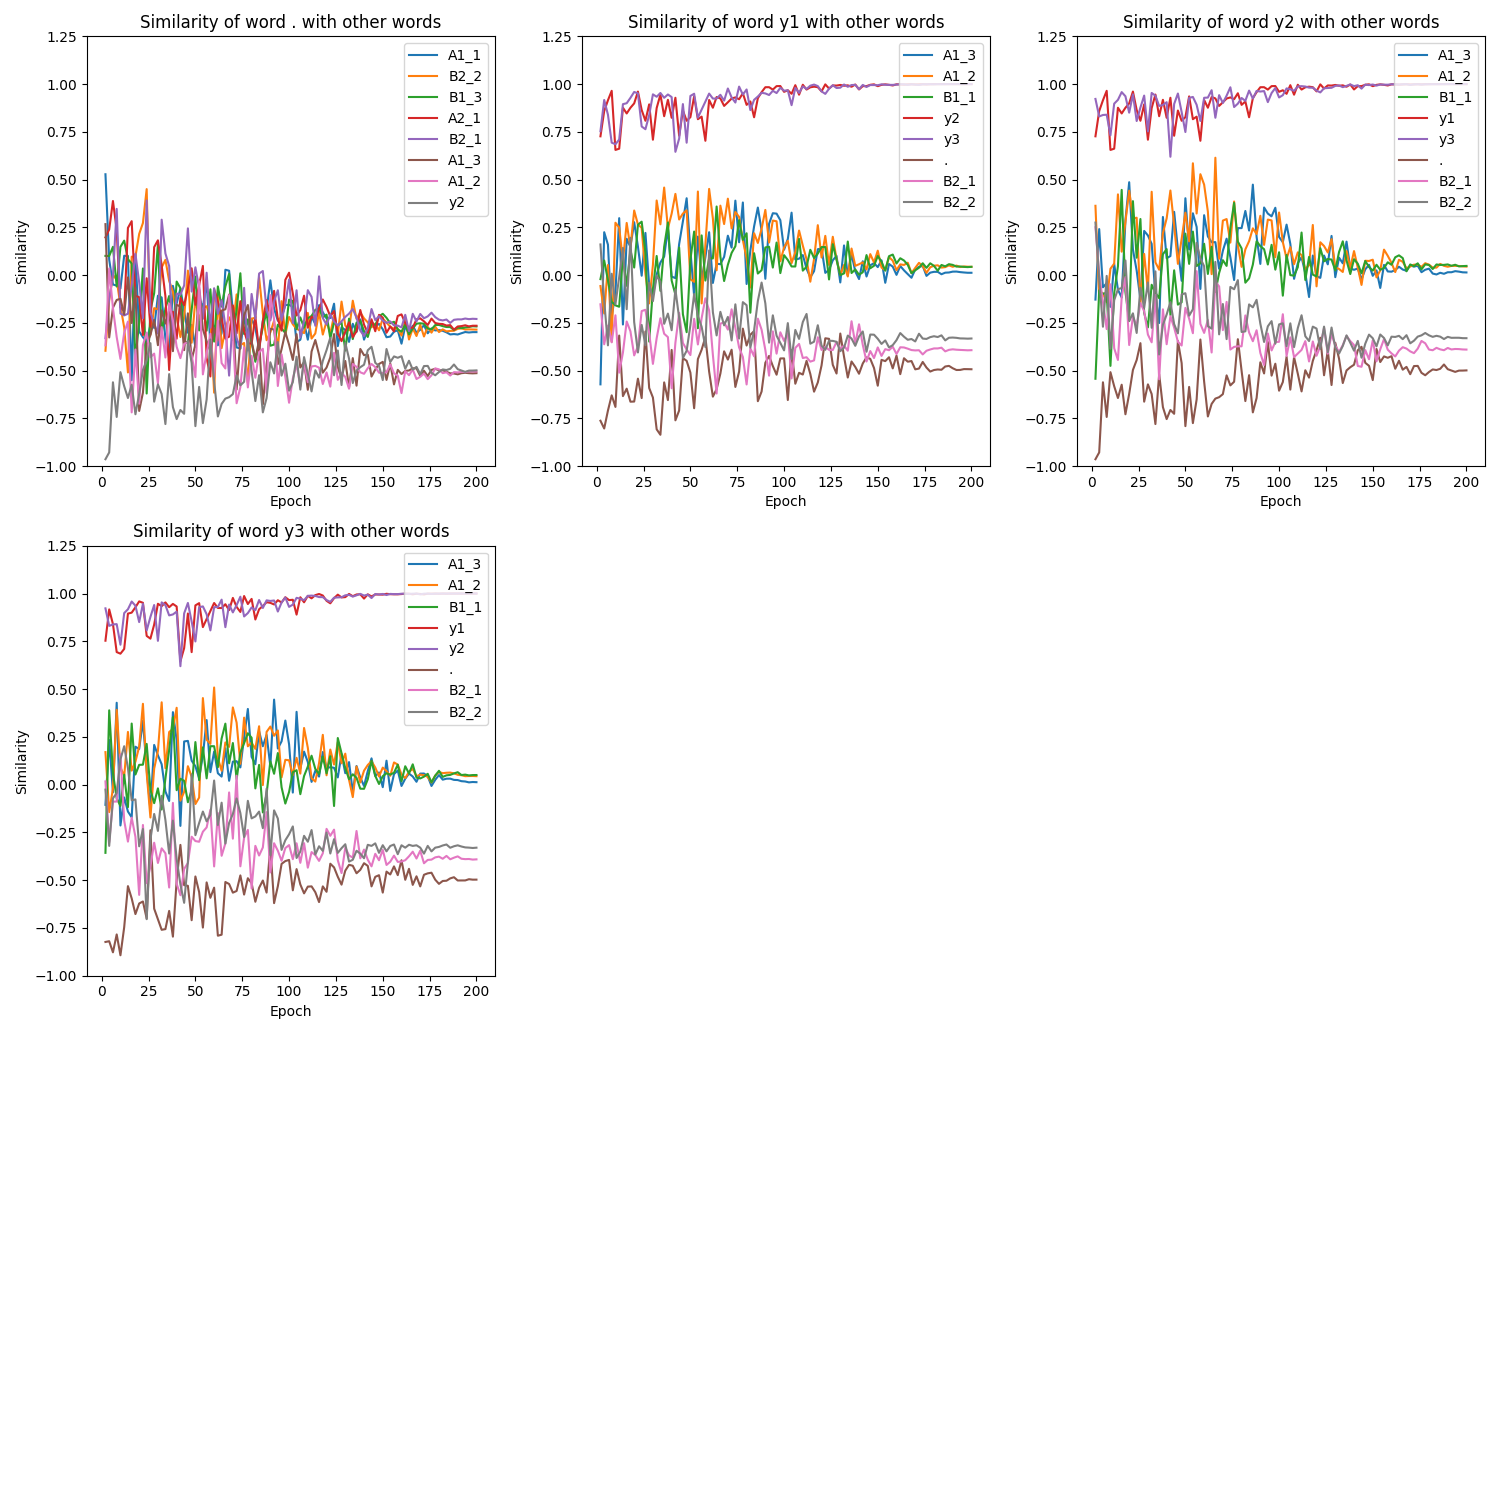 Similarity of word . with other words
1.25
1.00
0.75
0.50
0.25
0.00
−0.25
−0.50
−0.75
−1.00
Similarity
0 25 50 75 100 125 150 175 200
Epoch
A1_1
B2_2
B1_3
A2_1
B2_1
A1_3
A1_2
y2
Similarity of word y1 with other words
1.25
1.00
0.75
0.50
0.25
0.00
−0.25
−0.50
−0.75
−1.00
Similarity
0 25 50 75 100 125 150 175 200
Epoch
A1_3
A1_2
B1_1
y2
y3
.
B2_1
B2_2
Similarity of word y2 with other words
1.25
1.00
0.75
0.50
0.25
0.00
−0.25
−0.50
−0.75
−1.00
Similarity
0 25 50 75 100 125 150 175 200
Epoch
A1_3
A1_2
B1_1
y1
y3
.
B2_1
B2_2
Similarity of word y3 with other words
1.25
1.00
0.75
0.50
0.25
0.00
−0.25
−0.50
−0.75
−1.00
Similarity
0 25 50 75 100 125 150 175 200
Epoch
A1_3
A1_2
B1_1
y1
y2
.
B2_1
B2_2